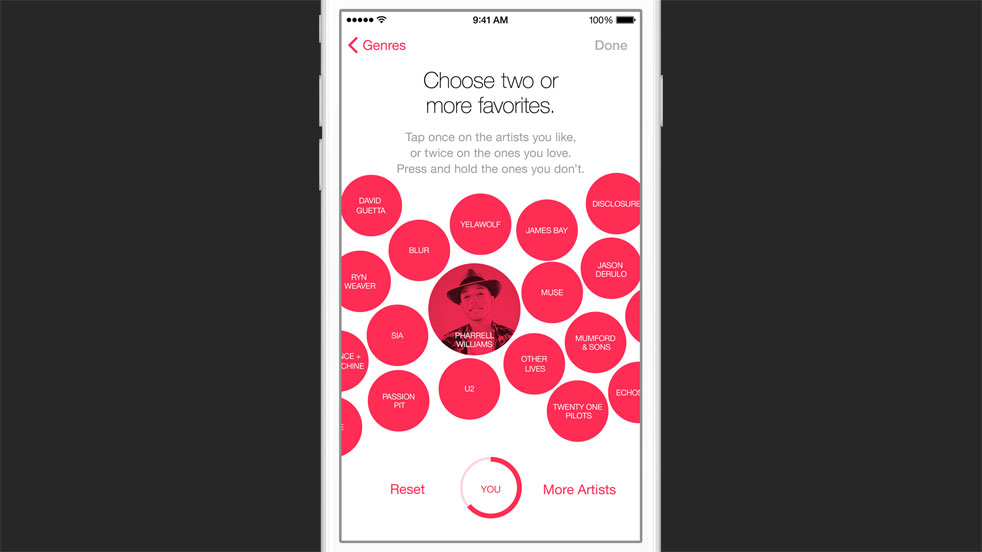 9:41 AM
100%
Genres
Done
Choose two or
more favorites.
Tap once on the artists you like,
or twice on the ones you love.
Press and hold the ones you don't.
DAVID
GUETTA
YELAWOLF
JAMES BAY
DISCLOSURE
BLUR
RYN
WEAVER
MUSE
JASON
DERULO
SIA
PHARRELL
WILLIAMS
MUMFORD
& SONS
NCE +
CHINE
OTHER
LIVES
PASSION
PIT
U2
TWENTY ONE
PILOTS
ECHOS
E
Reset
YOU
More Artists